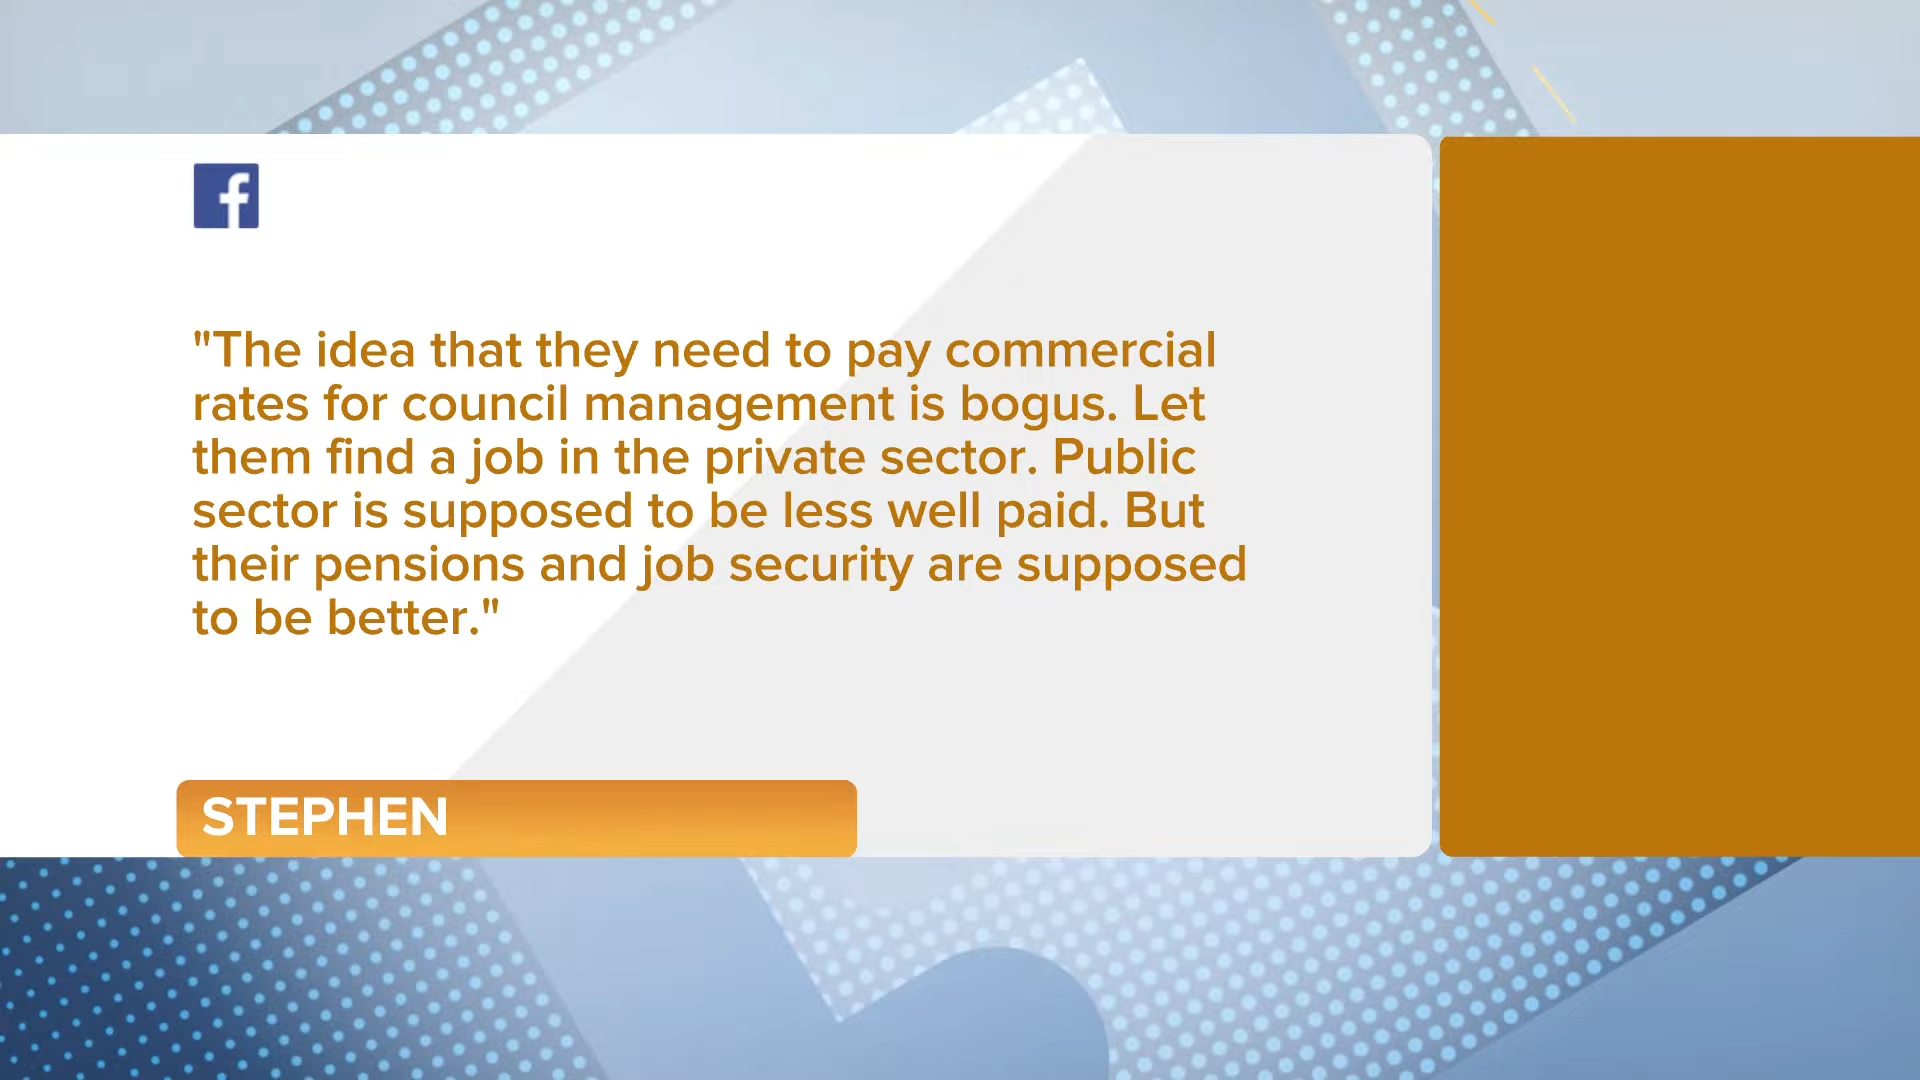 f
"The idea that they need to pay commercial
rates for council management is bogus. Let
them find a job in the private sector. Public
sector is supposed to be less well paid. But
their pensions and job security are supposed
to be better."
STEPHEN